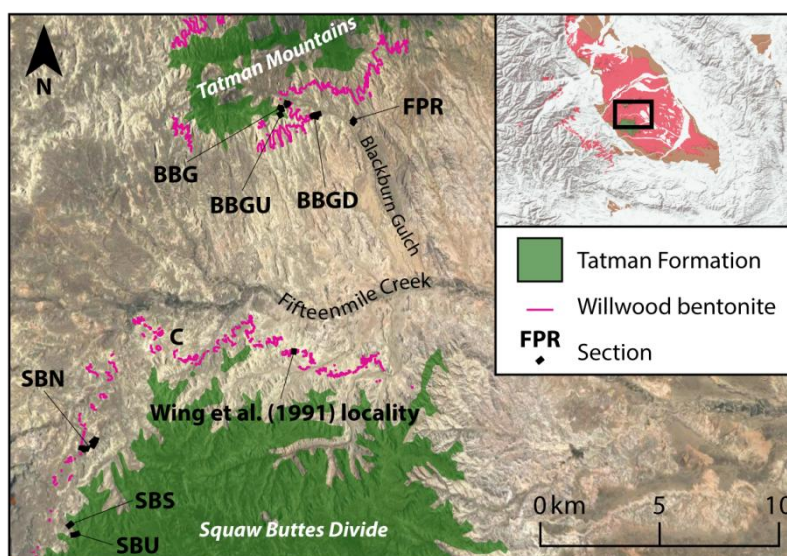 N
Tatman Mountains
FPR
BBG
BBGU
BBGD
Blackburn Gulch
Fifteenmile Creek
C
SBN
Wing et al. (1991) locality
SBS
SBU
Squaw Buttes Divide
Tatman Formation
Willwood bentonite
FPR
Section
0 km 5 10